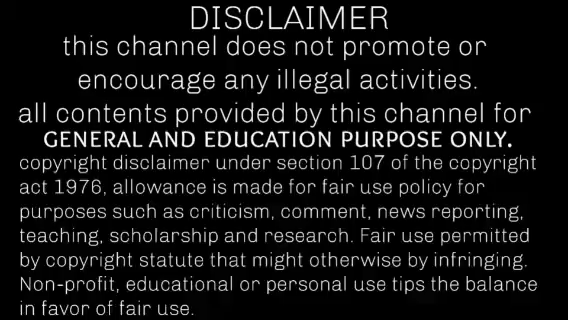 DISCLAIMER
this channel does not promote or
encourage any illegal activities.
all contents provided by this channel for
GENERAL AND EDUCATION PURPOSE ONLY.
copyright disclaimer under section 107 of the copyright
act 1976, allowance is made for fair use policy for
purposes such as criticism, comment, news reporting,
teaching, scholarship and research. Fair use permitted
by copyright statute that might otherwise by infringing.
Non-profit, educational or personal use tips the balance
in favor of fair use.